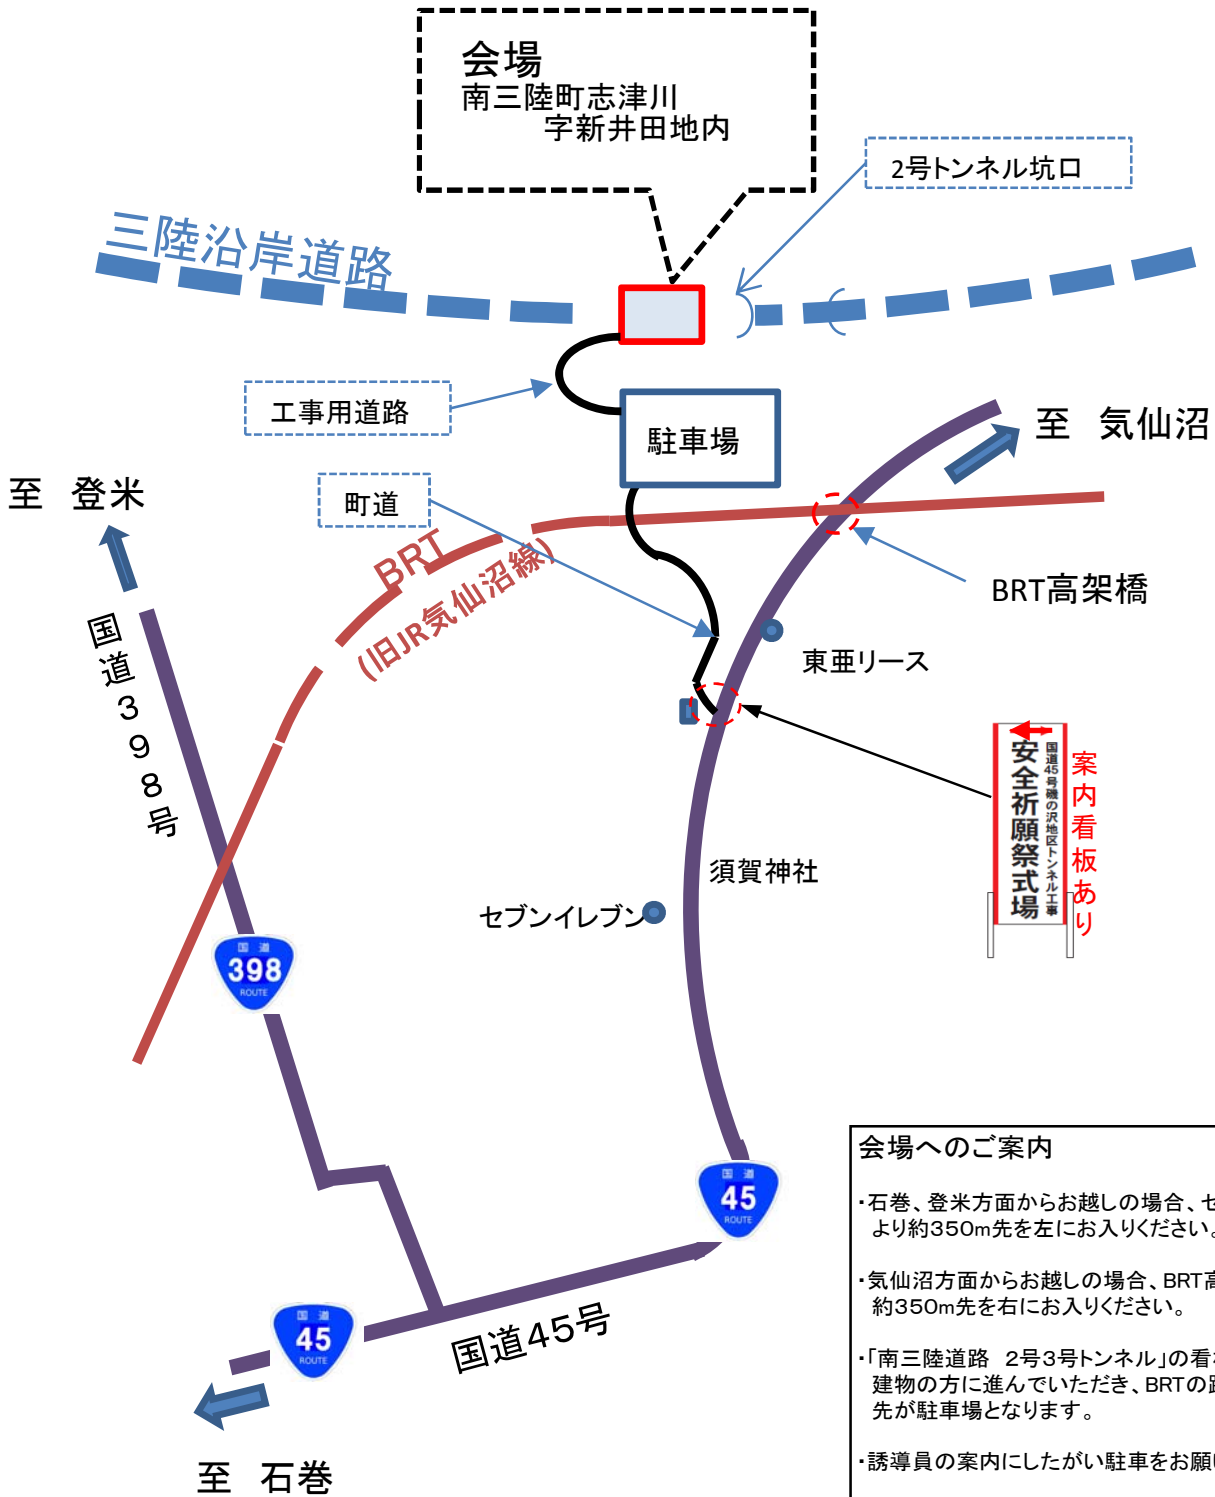 会場
南三陸町志津川
字新井田地内
2号トンネル坑口
三陸沿岸道路
工事用道路
駐車場
至　気仙沼
至　登米
町道
BRT
(旧JR気仙沼線)
BRT高架橋
国道398号
東亜リース
案内看板あり
国道45号磯の沢地区トンネル工事
安全祈願祭式場
須賀神社
セブンイレブン
国道
398
ROUTE
国道
45
ROUTE
国道45号
国道
45
ROUTE
至　石巻
会場へのご案内
・石巻、登米方面からお越しの場合、セ
より約350m先を左にお入りください。
・気仙沼方面からお越しの場合、BRT高
約350m先を右にお入りください。
・「南三陸道路　2号3号トンネル」の看
建物の方に進んでいただき、BRTの
先が駐車場となります。
・誘導員の案内にしたがい駐車をお願